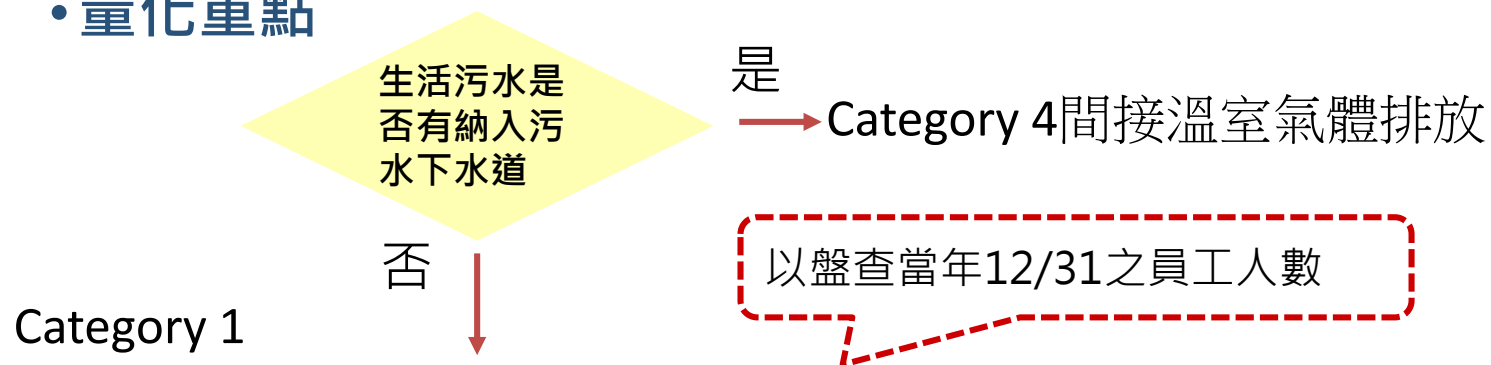 •量化重點
生活污水是
否有納入污
水下水道
是
Category 4間接溫室氣體排放
否
以盤查當年12/31之員工人數
Category 1